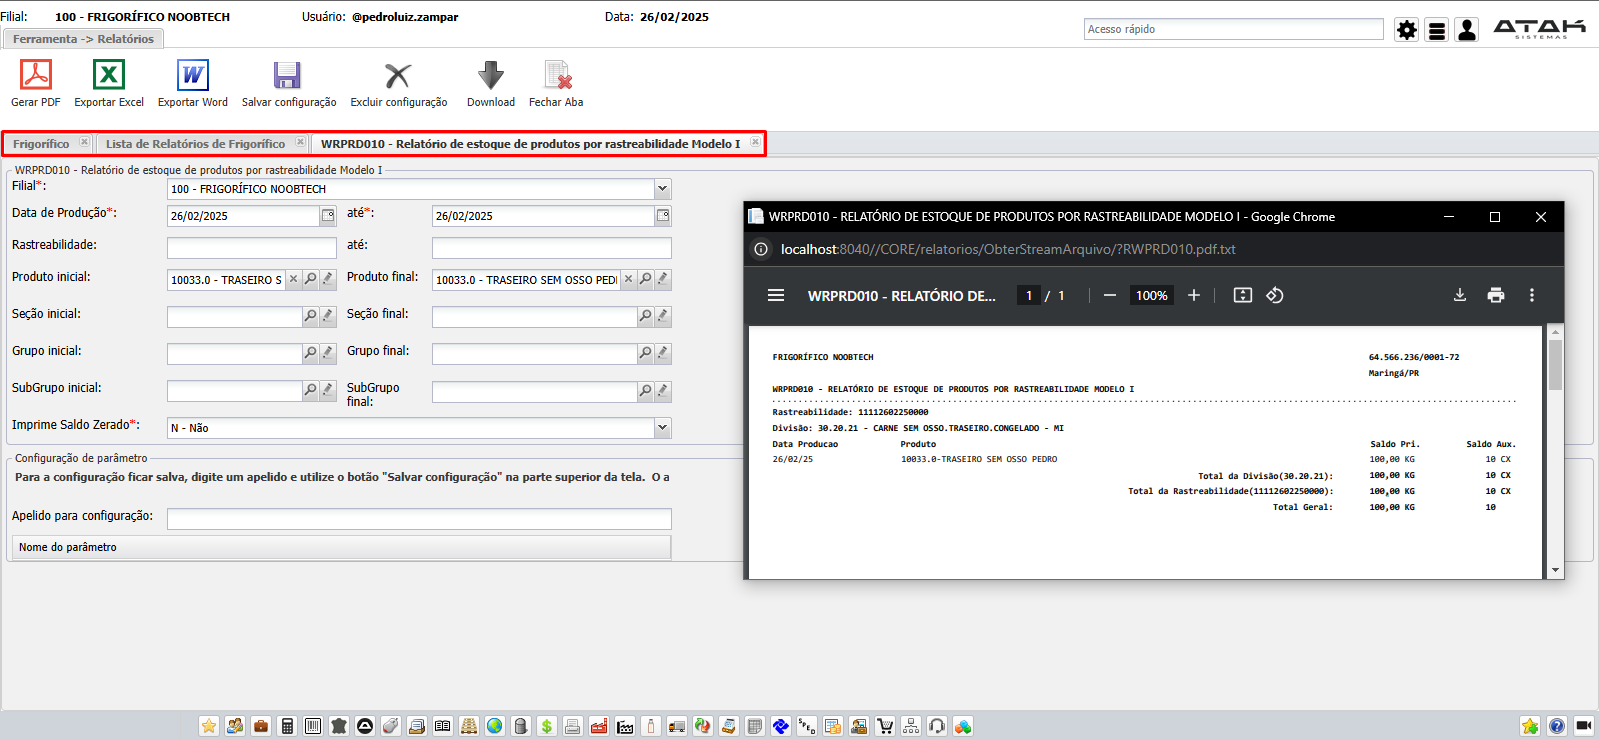 Filial: 100 - FRIGORÍFICO NOOBTECH Usuário: @pedroluiz.zampar Data: 26/02/2025
Acesso rápido
ATAK
SISTEMAS
Ferramenta -> Relatórios
Gerar PDF Exportar Excel Exportar Word Salvar configuração Excluir configuração Download Fechar Aba
Frigorífico Lista de Relatórios de Frigorífico WRPRD010 - Relatório de estoque de produtos por rastreabilidade Modelo I
WRPRD010 - Relatório de estoque de produtos por rastreabilidade Modelo I
Filial*: 100 - FRIGORÍFICO NOOBTECH
Data de Produção*: 26/02/2025 até*: 26/02/2025
Rastreabilidade: até:
Produto inicial: 10033.0 - TRASEIRO S Produto final: 10033.0 - TRASEIRO SEM OSSO PEDI
Seção inicial: Seção final:
Grupo inicial: Grupo final:
SubGrupo inicial: SubGrupo
final:
Imprime Saldo Zerado*: N - Não
Configuração de parâmetro
Para a configuração ficar salva, digite um apelido e utilize o botão "Salvar configuração" na parte superior da tela. O a
Apelido para configuração:
Nome do parâmetro
WRPRD010 - RELATÓRIO DE ESTOQUE DE PRODUTOS POR RASTREABILIDADE MODELO I - Google Chrome
localhost:8040//CORE/relatorios/ObterStreamArquivo/?RWPRD010.pdf.txt
WRPRD010 - RELATÓRIO DE... 1 / 1 100%
FRIGORÍFICO NOOBTECH 64.566.236/0001-72
Maringá/PR
WRPRD010 - RELATÓRIO DE ESTOQUE DE PRODUTOS POR RASTREABILIDADE MODELO I
Rastreabilidade: 11112602250000
Divisão: 30.20.21 - CARNE SEM OSSO.TRASEIRO.CONGELADO - MI
Data Producao Produto Saldo Pri. Saldo Aux.
26/02/25 10033.0-TRASEIRO SEM OSSO PEDRO 100,00 KG 10 CX
Total da Divisão(30.20.21): 100,00 KG 10 CX
Total da Rastreabilidade(11112602250000): 100,00 KG 10 CX
Total Geral: 100,00 KG 10